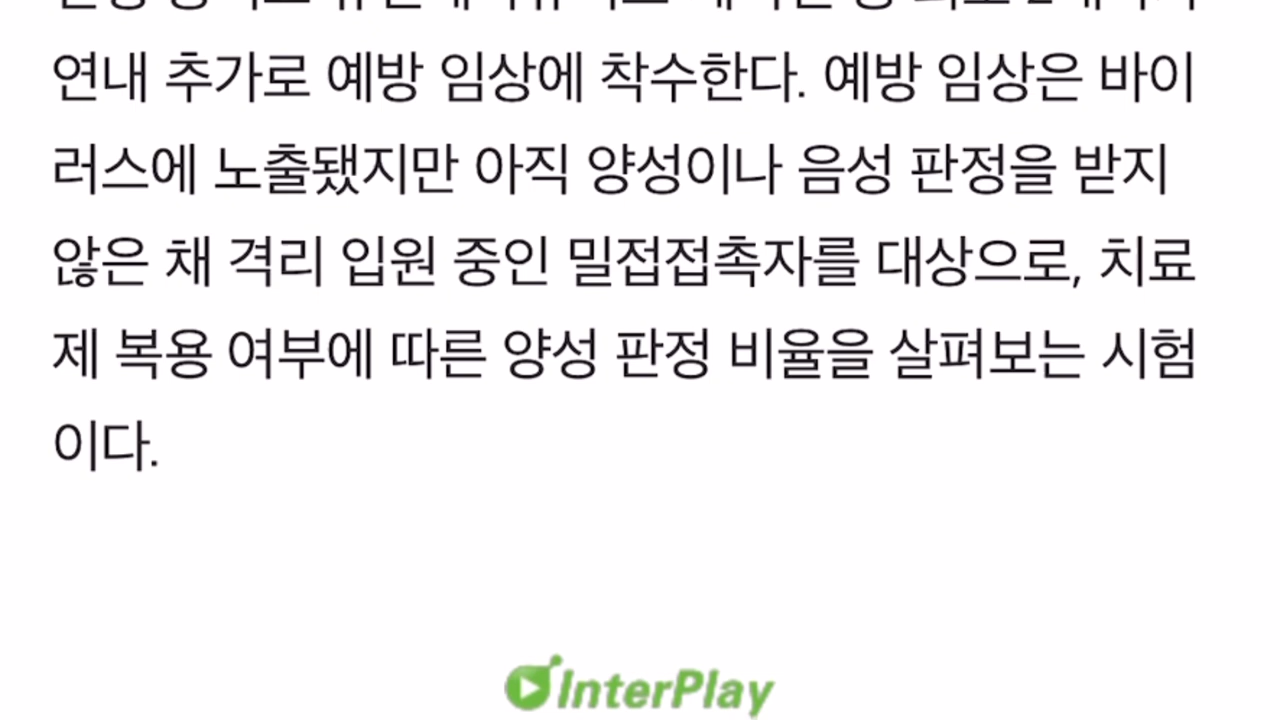 연내 추가로 예방 임상에 착수한다. 예방 임상은 바이
러스에 노출됐지만 아직 양성이나 음성 판정을 받지
않은 채 격리 입원 중인 밀접접촉자를 대상으로, 치료
제 복용 여부에 따른 양성 판정 비율을 살펴보는 시험
이다.
InterPlay